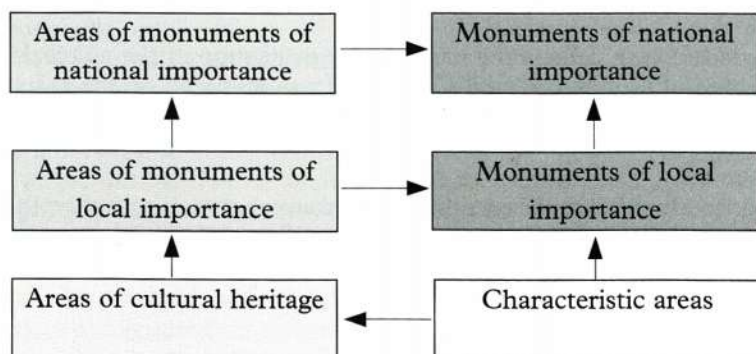 Areas of monuments of
national importance
Monuments of national
importance
Areas of monuments of
local importance
Monuments of local
importance
Areas of cultural heritage
Characteristic areas